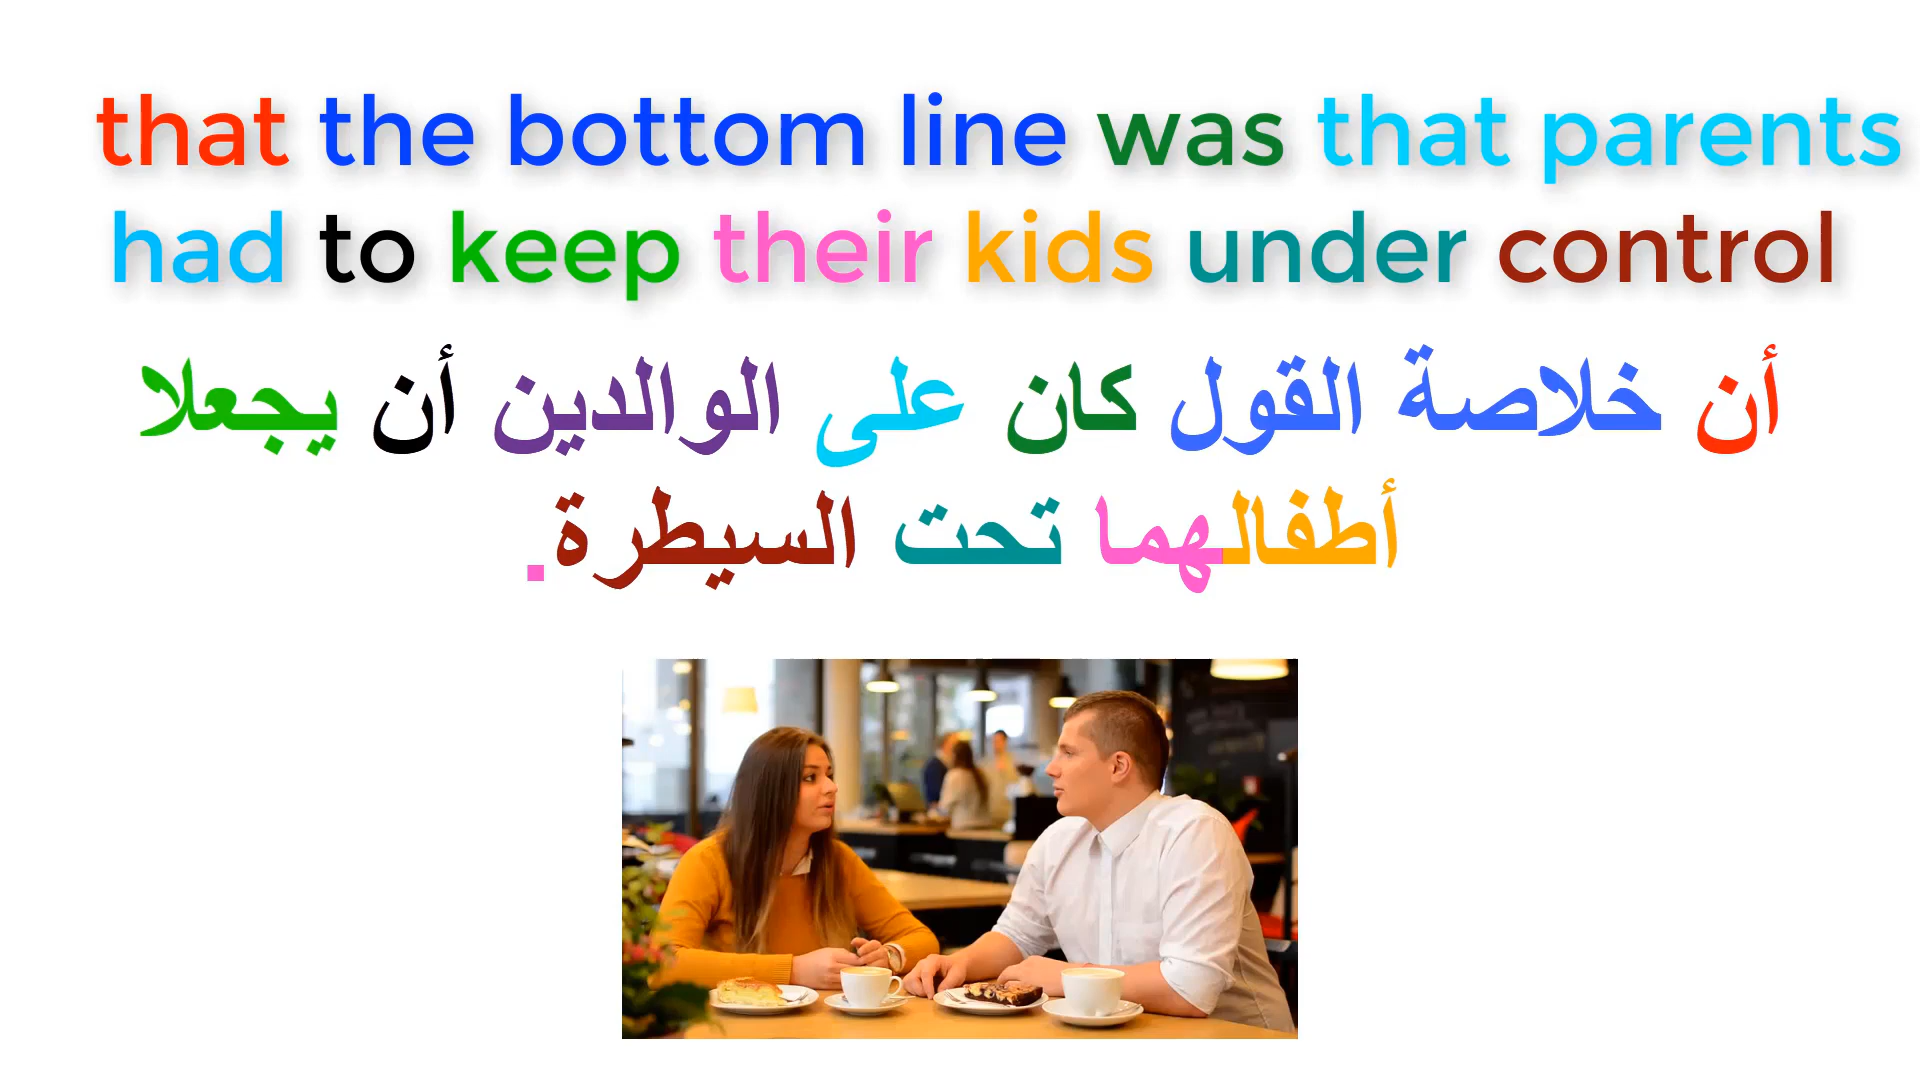 that the bottom line was that parents
had to keep their kids under control
أن خلاصة القول كان على الوالدين أن يجعلا
أطفالهما تحت السيطرة.